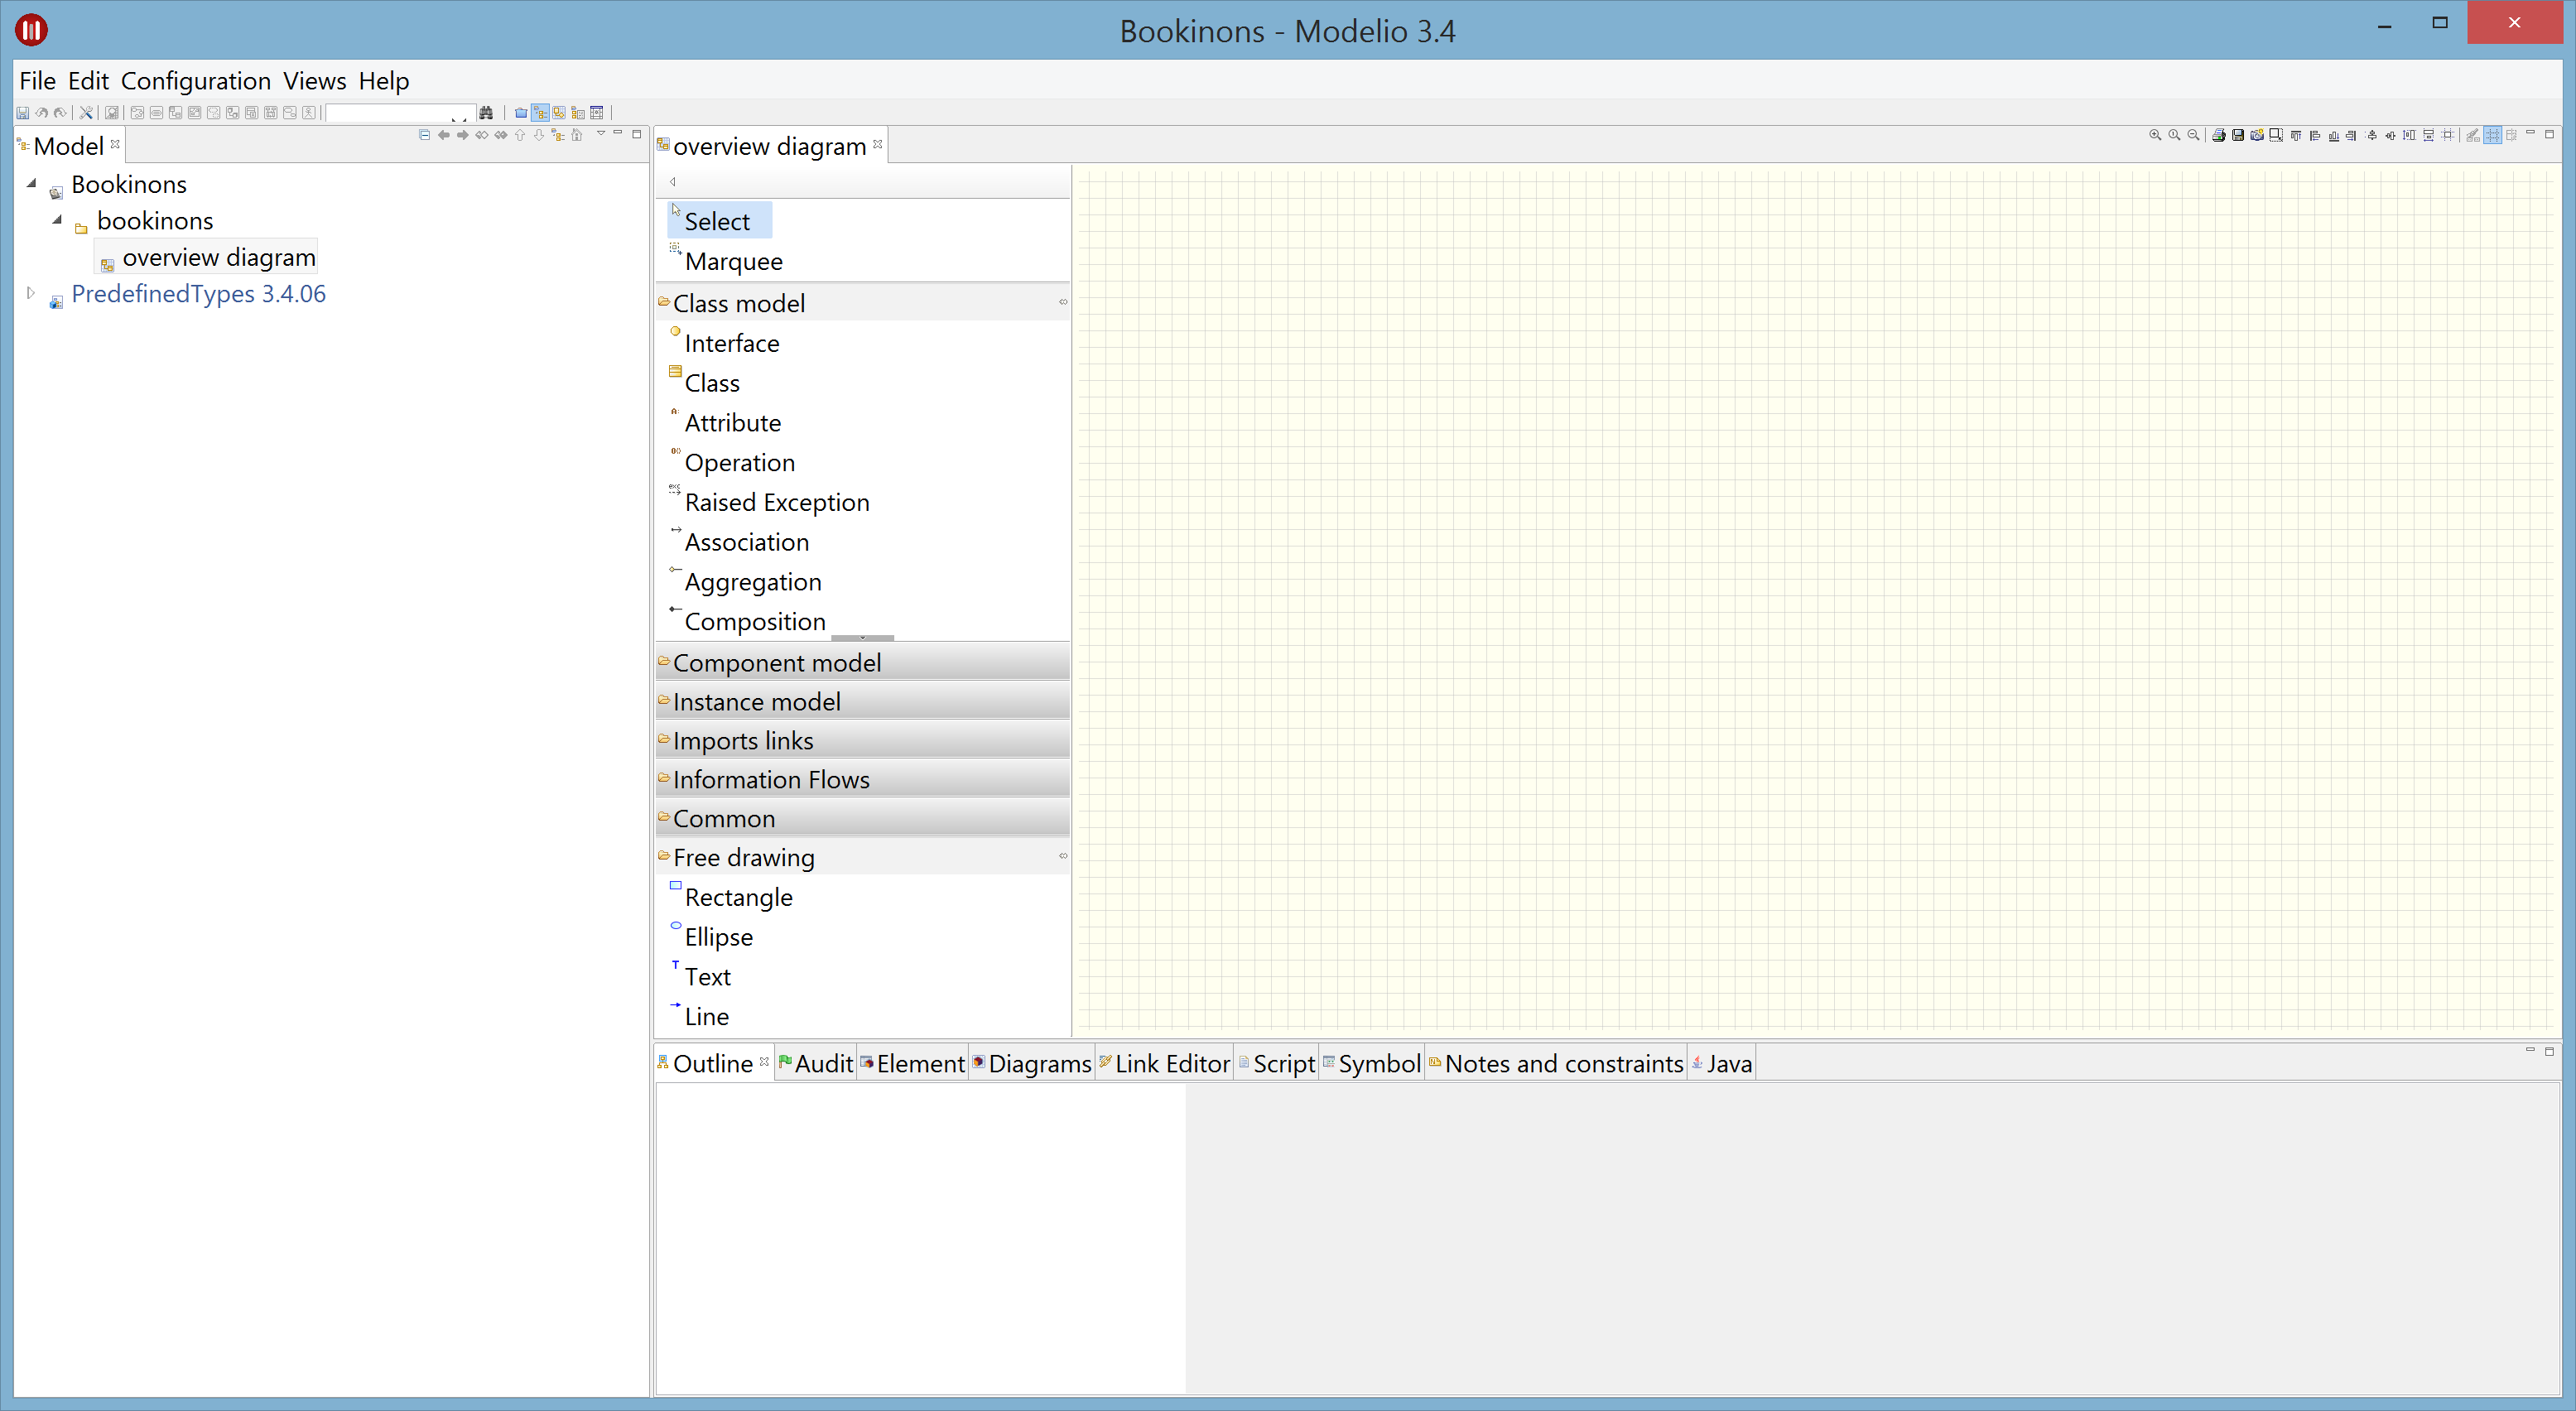 Bookinons - Modelio 3.4
File Edit Configuration Views Help
Model
Bookinons
bookinons
overview diagram
PredefinedTypes 3.4.06
overview diagram
Select
Marquee
Class model
Interface
Class
Attribute
Operation
Raised Exception
Association
Aggregation
Composition
Component model
Instance model
Imports links
Information Flows
Common
Free drawing
Rectangle
Ellipse
T Text
Line
Outline Audit Element Diagrams Link Editor Script Symbol Notes and constraints Java